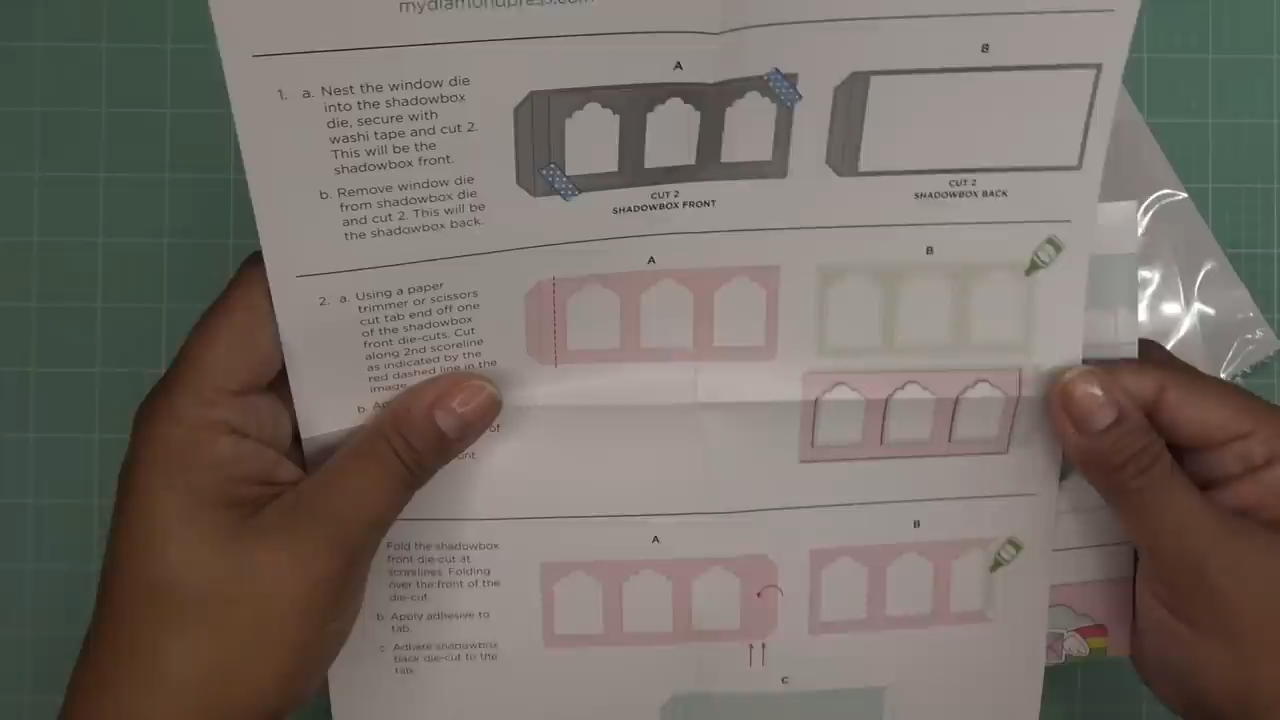 mydiamondpress.com
1. a. Nest the window die
into the shadowbox
die, secure with
washi tape and cut 2.
This will be the
shadowbox front.
b. Remove window die
from shadowbox die
and cut 2. This will be
the shadowbox back.
A
CUT 2
SHADOWBOX FRONT
B
CUT 2
SHADOWBOX BACK
2. a. Using a paper
trimmer or scissors
cut tab end off one
of the shadowbox
front die-cuts. Cut
along 2nd scoreline
as indicated by the
red dashed line in the
image.
b.
of
A
B
Fold the shadowbox
front die-cut at
scorelines. Folding
over the front of the
die-cut.
b. Apply adhesive to
tab.
c. Adhere shadowbox
back die-cut to the
tab.
A
B
C